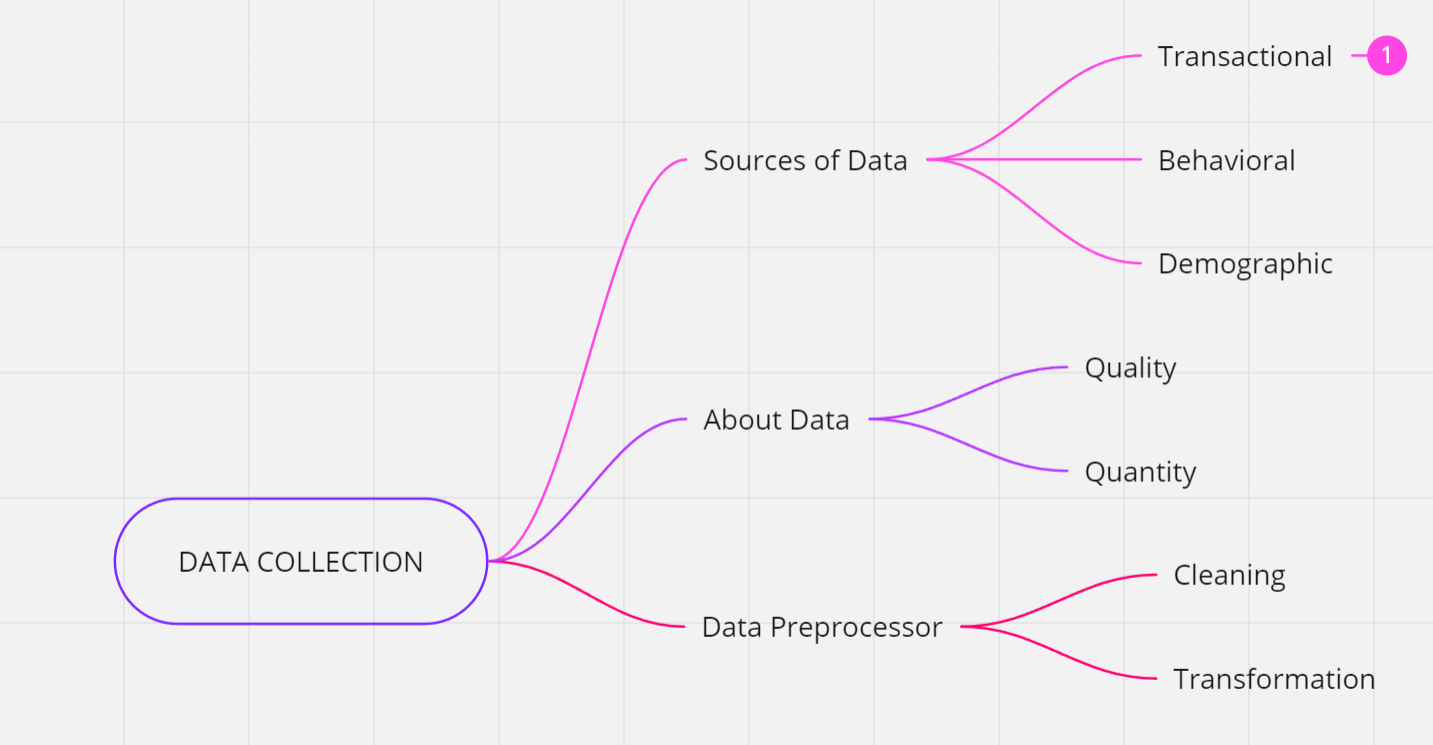 Transactional 1
Sources of Data
Behavioral
Demographic
About Data
Quality
Quantity
DATA COLLECTION
Data Preprocessor
Cleaning
Transformation